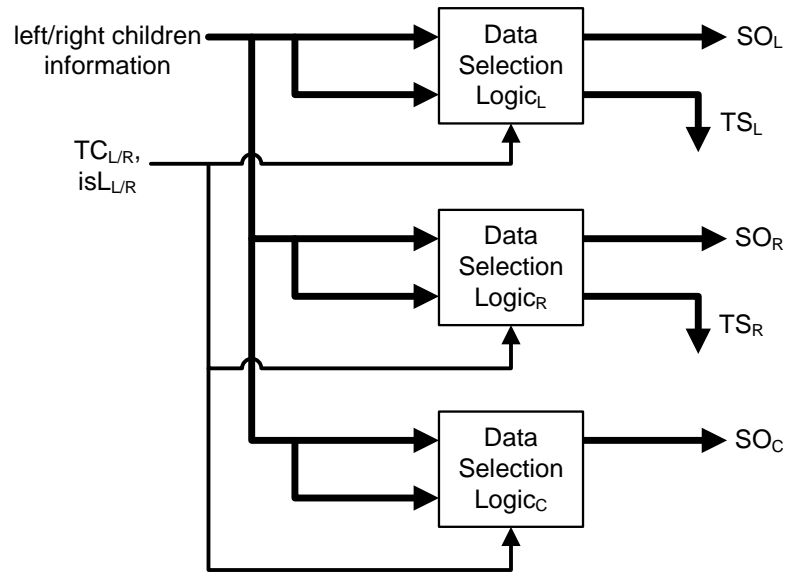 left/right children
information
TC_L/R,
isL_L/R
Data
Selection
Logic_L
SO_L
TS_L
Data
Selection
Logic_R
SO_R
TS_R
Data
Selection
Logic_C
SO_C